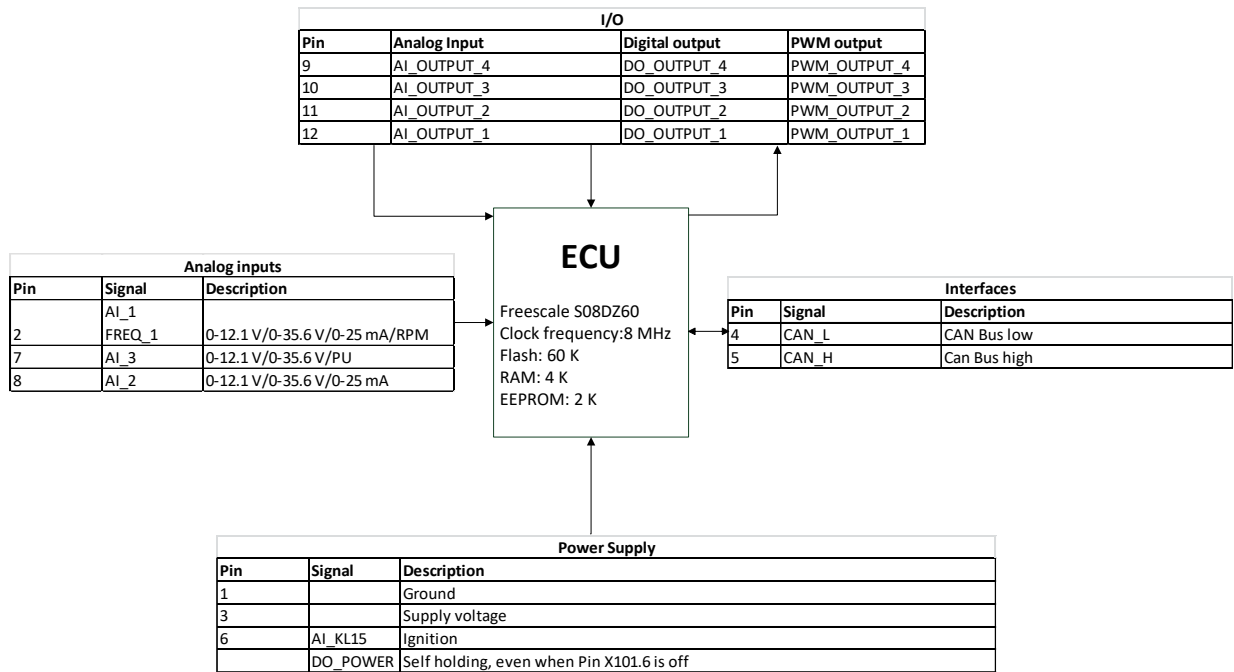 I/O
Pin Analog Input Digital output PWM output
9 AI_OUTPUT_4 DO_OUTPUT_4 PWM_OUTPUT_4
10 AI_OUTPUT_3 DO_OUTPUT_3 PWM_OUTPUT_3
11 AI_OUTPUT_2 DO_OUTPUT_2 PWM_OUTPUT_2
12 AI_OUTPUT_1 DO_OUTPUT_1 PWM_OUTPUT_1
Analog inputs
Pin Signal Description
AI_1
2 FREQ_1 0-12.1 V/0-35.6 V/0-25 mA/RPM
7 AI_3 0-12.1 V/0-35.6 V/PU
8 AI_2 0-12.1 V/0-35.6 V/0-25 mA
ECU
Freescale S08DZ60
Clock frequency:8 MHz
Flash: 60 K
RAM: 4 K
EEPROM: 2 K
Interfaces
Pin Signal Description
4 CAN_L CAN Bus low
5 CAN_H Can Bus high
Power Supply
Pin Signal Description
1 Ground
3 Supply voltage
6 AI_KL15 Ignition
DO_POWER Self holding, even when Pin X101.6 is off